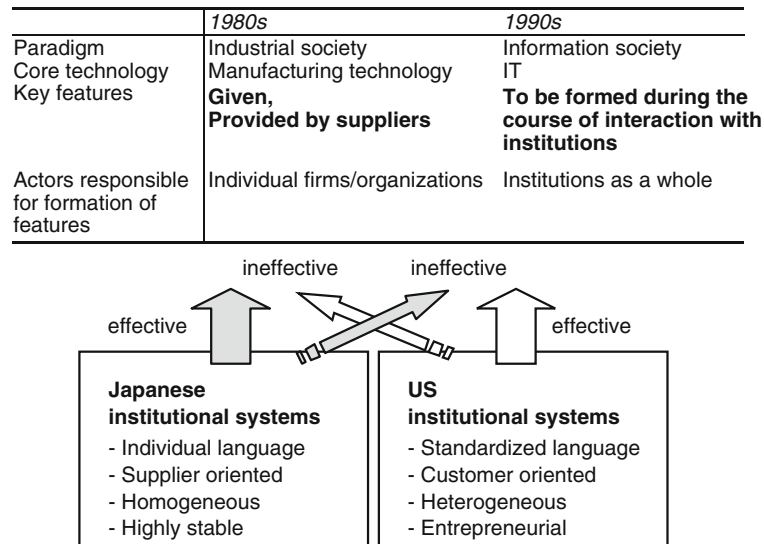 1980s 1990s
Paradigm Industrial society Information society
Core technology Manufacturing technology IT
Key features Given, To be formed during the
Provided by suppliers course of interaction with
institutions
Actors responsible Individual firms/organizations Institutions as a whole
for formation of
features
ineffective ineffective
effective effective
Japanese
institutional systems
- Individual language
- Supplier oriented
- Homogeneous
- Highly stable
US
institutional systems
- Standardized language
- Customer oriented
- Heterogeneous
- Entrepreneurial